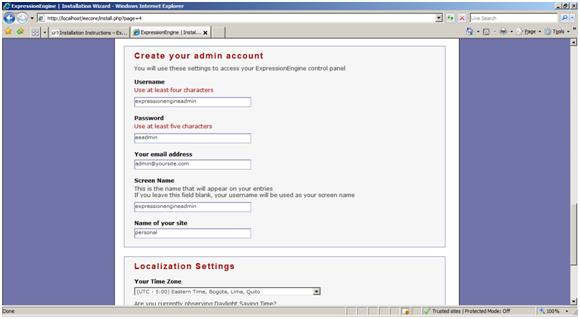 ExpressionEngine | Installation Wizard - Windows Internet Explorer
http://localhost/eecore/install.php?page=4
Live Search
Installation Instructions – Ex...
ExpressionEngine | Instal...
Page
Tools
Create your admin account
You will use these settings to access your ExpressionEngine control panel
Username
Use at least four characters
expressionengineadmin
Password
Use at least five characters
eeadmin
Your email address
admin@yoursite.com
Screen Name
This is the name that will appear on your entries
If you leave this field blank, your username will be used as your screen name
expressionengineadmin
Name of your site
personal
Localization Settings
Your Time Zone
(UTC - 5:00) Eastern Time, Bogota, Lima, Quito
Are you currently observing Daylight Saving Time?
Done
Trusted sites | Protected Mode: Off
100%